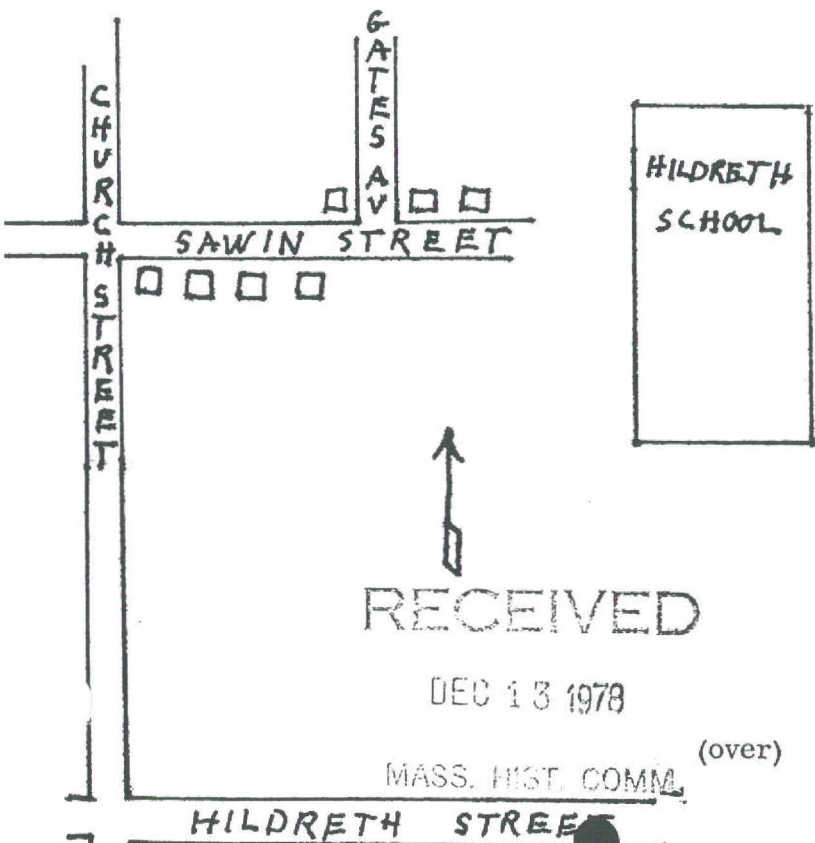 GATES AV
CHURCH STREET
HILDRETH
SCHOOL
SAWIN STREET
RECEIVED
DEC 13 1978
(over)
MASS. HIST. COMM.
HILDRETH STREET